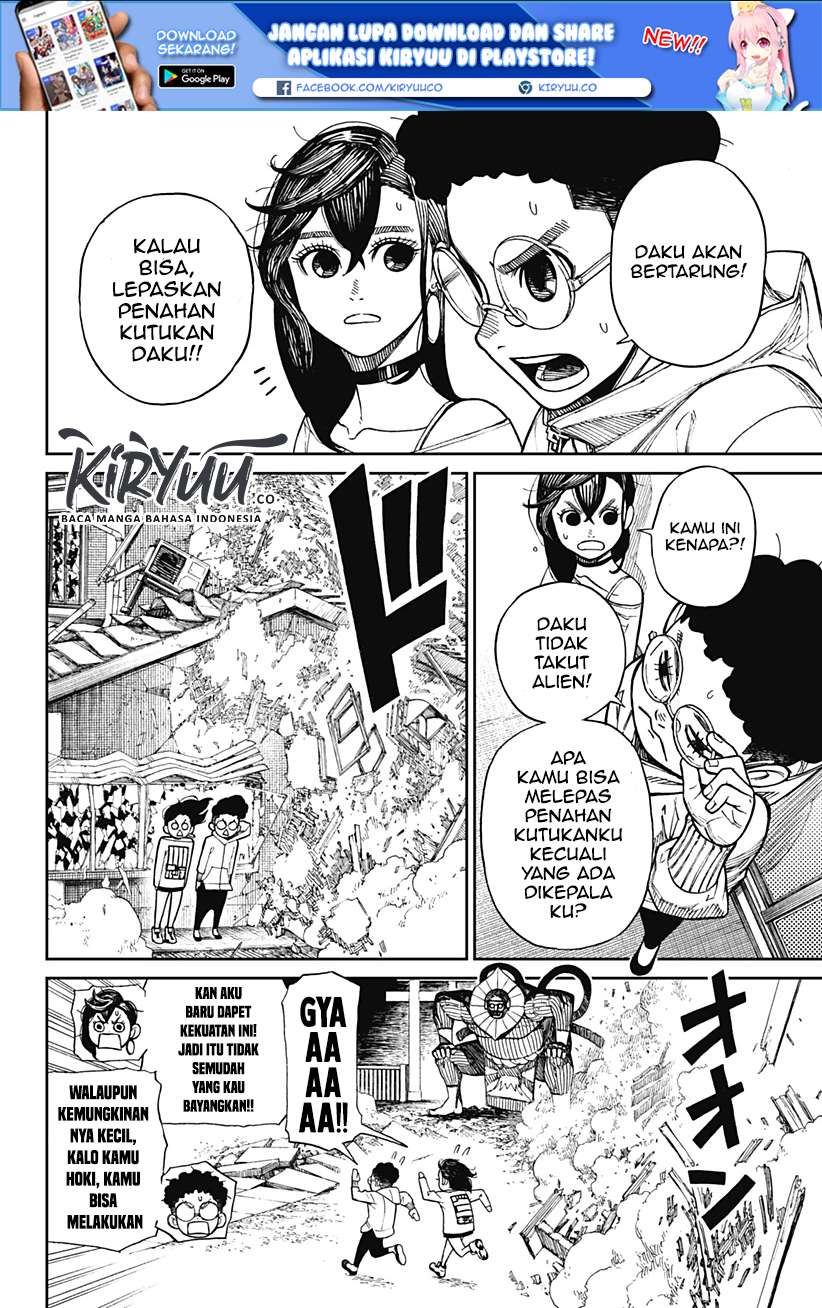 DOWNLOAD
SEKARANG!
GET IT ON
Google Play
JANGAN LUPA DOWNLOAD DAN SHARE
APLIKASI KIRYUU DI PLAYSTORE!
FACEBOOK.COM/KIRYUUCO
KIRYUU.CO
NEW!!
DAKU AKAN
BERTARUNG!
KALAU
BISA,
LEPASKAN
PENAHAN
KUTUKAN
DAKU!!
KIRYUU.CO
BACA MANGA BAHASA INDONESIA
KAMU INI
KENAPA?!
DAKU
TIDAK
TAKUT
ALIEN!
APA
KAMU BISA
MELEPAS
PENAHAN
KUTUKANKU
KECUALI
YANG ADA
DIKEPALA
KU?
ドド
オオン
GYA
AA
AA
AA!!
KAN AKU
BARU DAPET
KEKUATAN INI!
JADI ITU TIDAK
SEMUDAH
YANG KAU
BAYANGKAN!!
WALAUPUN
KEMUNGKINAN
NYA KECIL,
KALO KAMU
HOKI, KAMU
BISA
MELAKUKAN